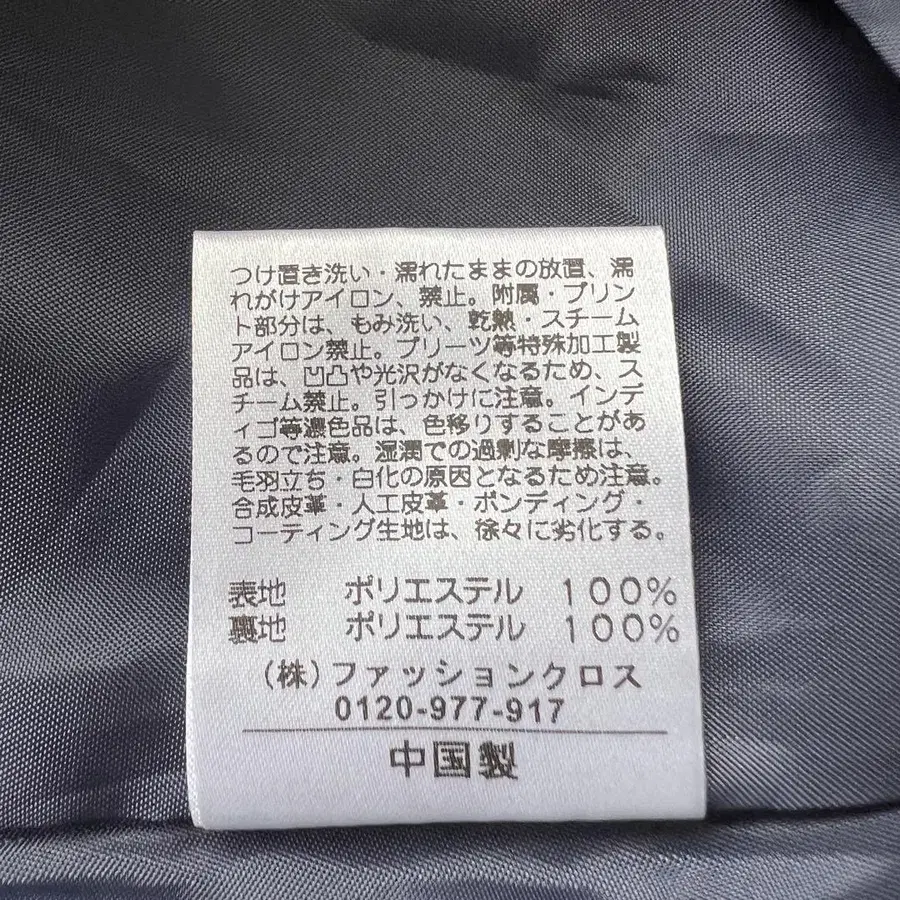 つけ置き洗い・濡れたままの放置、濡
れがけアイロン、禁止。附属・プリン
ト部分は、もみ洗い、乾熱・スチーム
アイロン禁止。プリーツ等特殊加工製
品は、凹凸や光沢がなくなるため、ス
チーム禁止。引っかけに注意。インデ
ィゴ等濃色品は、色移りすることがあ
るので注意。湿潤での過剰な摩擦は、
毛羽立ち・白化の原因となるため注意。
合成皮革・人工皮革・ボンディング・
コーティング生地は、徐々に劣化する。
表地 ポリエステル 100%
裏地 ポリエステル 100%
(株)ファッションクロス
0120-977-917
中国製